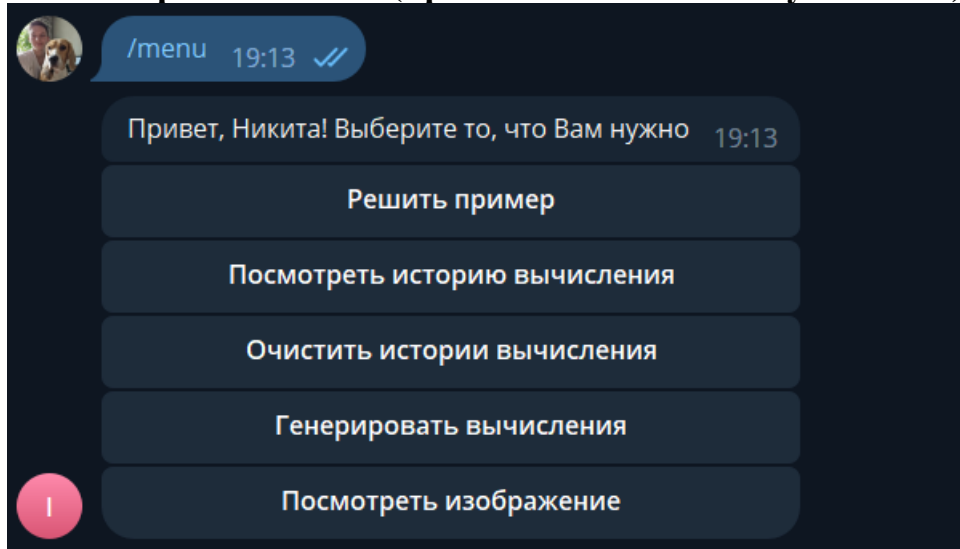 /menu 19:13
Привет, Никита! Выберите то, что Вам нужно 19:13
Решить пример
Посмотреть историю вычисления
Очистить истории вычисления
Генерировать вычисления
Посмотреть изображение
I